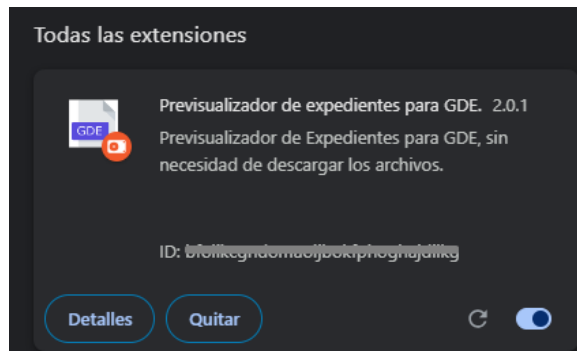 Todas las extensiones
GDE
Previsualizador de expedientes para GDE. 2.0.1
Previsualizador de Expedientes para GDE, sin
necesidad de descargar los archivos.
ID:
Detalles
Quitar